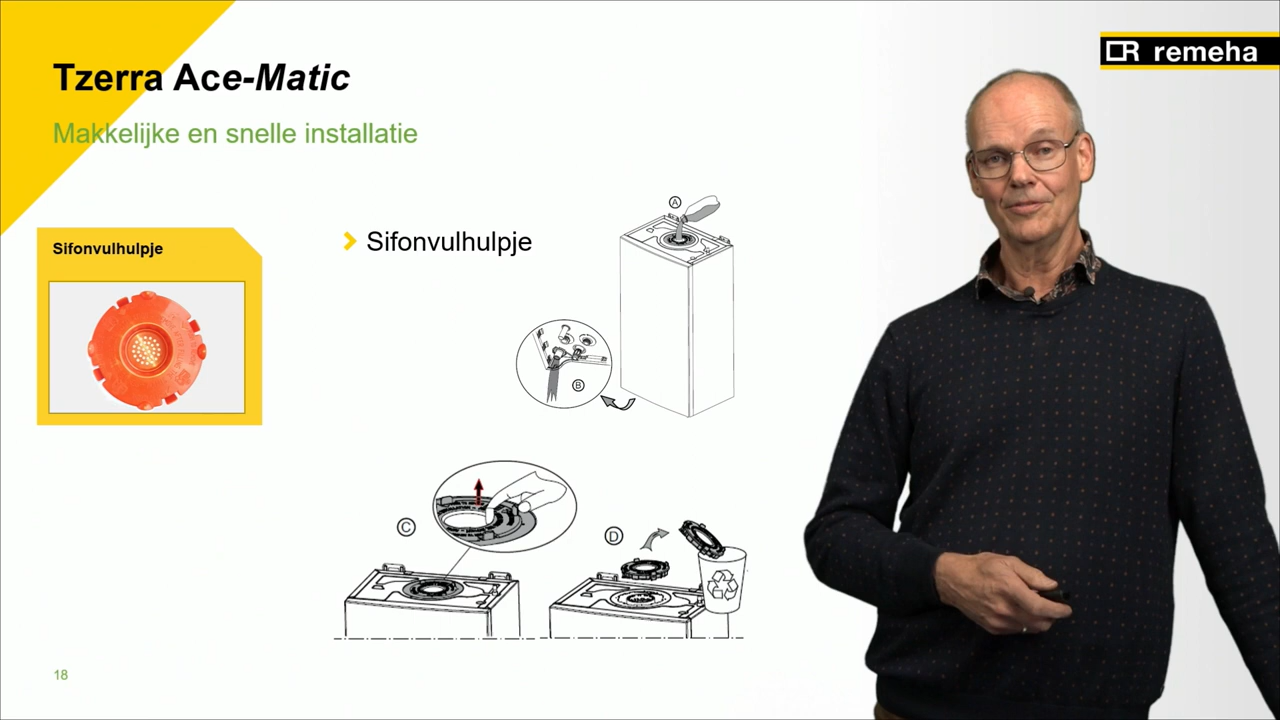 Tzerra Ace-Matic
remeha
Makkelijke en snelle installatie
Sifonvulhulpje
Sifonvulhulpje
A
B
C
D
18